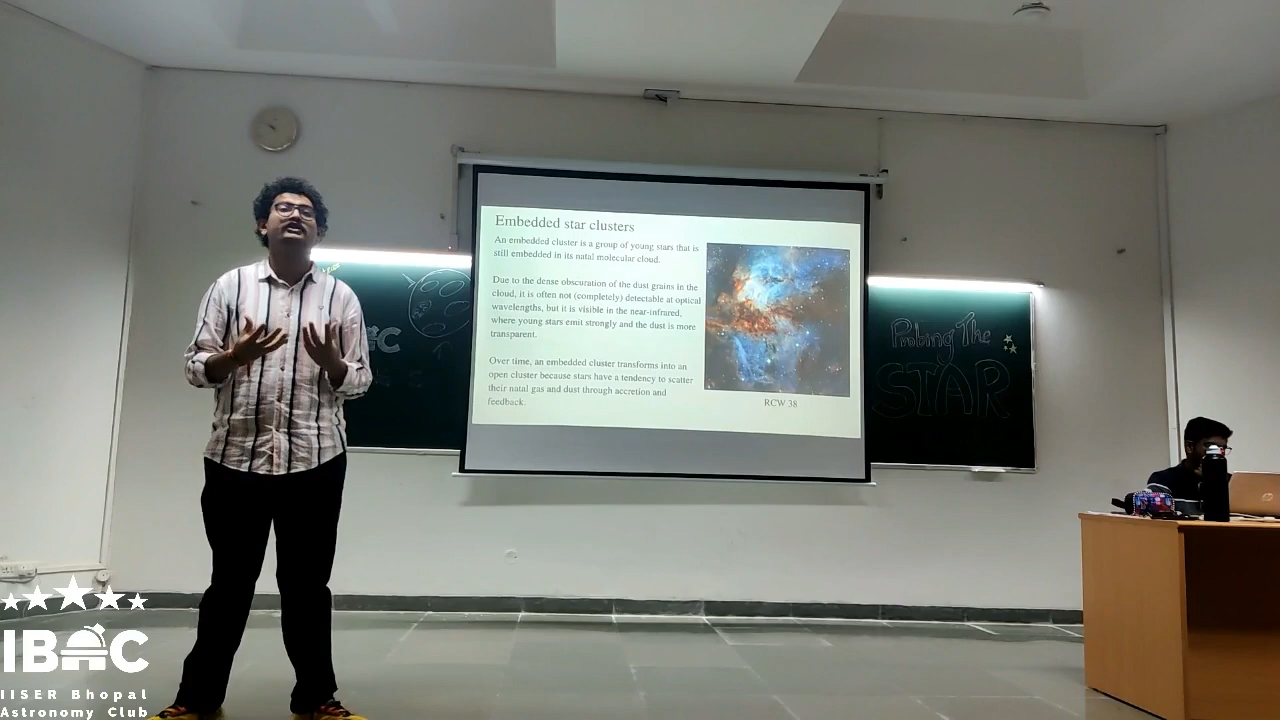 Embedded star clusters
An embedded cluster is a group of young stars that is
still embedded in its natal molecular cloud.
Due to the dense obscuration of the dust grains in the
cloud, it is often not (completely) detectable at optical
wavelengths, but it is visible in the near-infrared,
where young stars emit strongly and the dust is more
transparent.
Over time, an embedded cluster transforms into an
open cluster because stars have a tendency to scatter
their natal gas and dust through accretion and
feedback.
RCW 38
Probing The
STAR
IBAC
IISER Bhopal
Astronomy Club